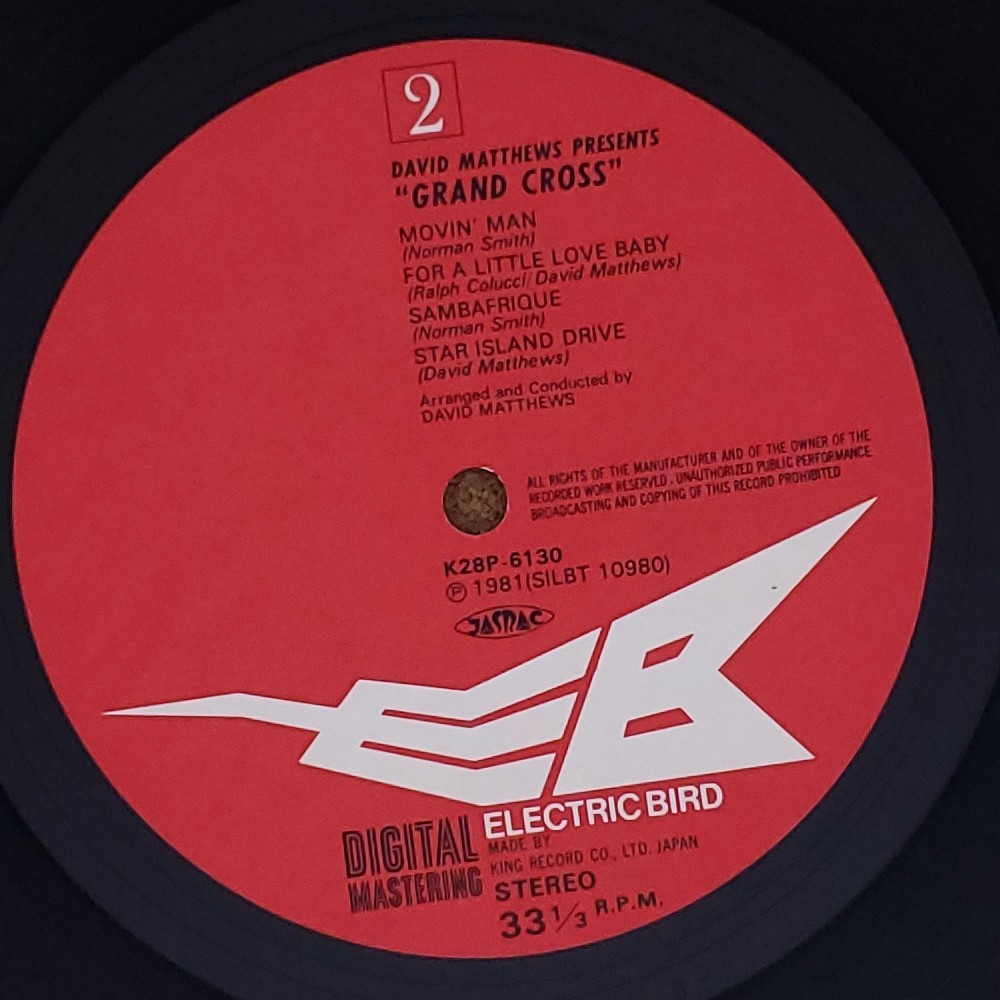 2
DAVID MATTHEWS PRESENTS
"GRAND CROSS"
MOVIN' MAN
(Norman Smith)
FOR A LITTLE LOVE BABY
(Ralph Colucci/David Matthews)
SAMBAFRIQUE
(Norman Smith)
STAR ISLAND DRIVE
(David Matthews)
Arranged and Conducted by
DAVID MATTHEWS
ALL RIGHTS OF THE MANUFACTURER AND OF THE OWNER OF THE
RECORDED WORK RESERVED. UNAUTHORIZED PUBLIC PERFORMANCE
BROADCASTING AND COPYING OF THIS RECORD PROHIBITED
K28P-6130
Ⓟ 1981(SILBT 10980)
JASRAC
EB
ELECTRIC BIRD
DIGITAL
MASTERING
MADE BY
KING RECORD CO., LTD. JAPAN
STEREO
33 1/3 R.P.M.